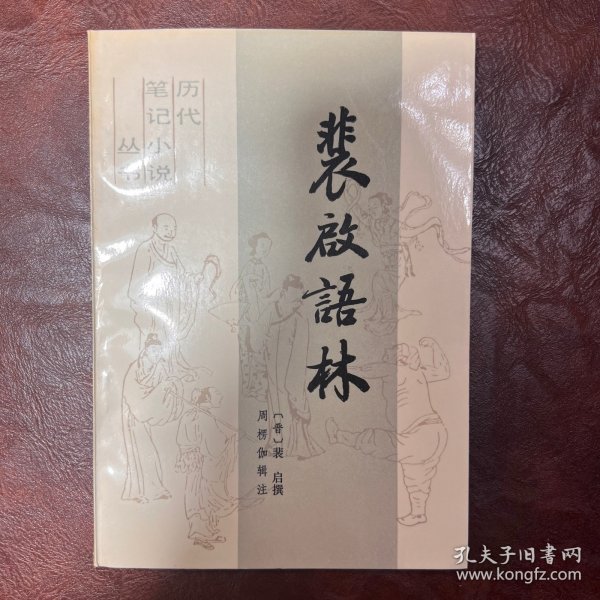 历代
笔记小说
丛书
裴啟語林
〔晋〕裴启撰
周楞伽辑注
孔夫子旧书网
www.kongfz.com